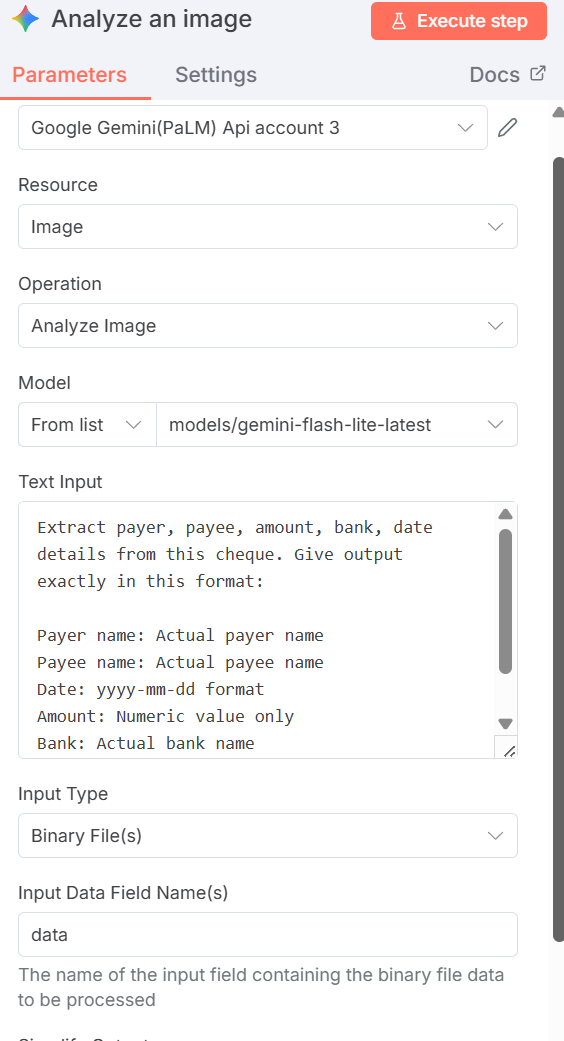 Analyze an image
Execute step
Parameters
Settings
Docs
Google Gemini(PaLM) Api account 3
Resource
Image
Operation
Analyze Image
Model
From list
models/gemini-flash-lite-latest
Text Input
Extract payer, payee, amount, bank, date
details from this cheque. Give output
exactly in this format:
Payer name: Actual payer name
Payee name: Actual payee name
Date: yyyy-mm-dd format
Amount: Numeric value only
Bank: Actual bank name
Input Type
Binary File(s)
Input Data Field Name(s)
data
The name of the input field containing the binary file data
to be processed